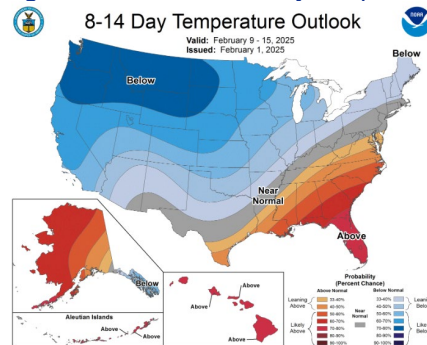 8-14 Day Temperature Outlook
Valid: February 9 - 15, 2025
Issued: February 1, 2025
NOAA
Below
Below
Near
Normal
Above
Below
Aleutian Islands
Above
Above
Above
Above
Above
Above
Probability
(Percent Chance)
Above Normal
Below Normal
Leaning
Above
Likely
Above
Near
Normal
33-40%
40-50%
50-60%
60-70%
70-80%
80-90%
90-100%
33-40%
40-50%
50-60%
60-70%
70-80%
80-90%
90-100%